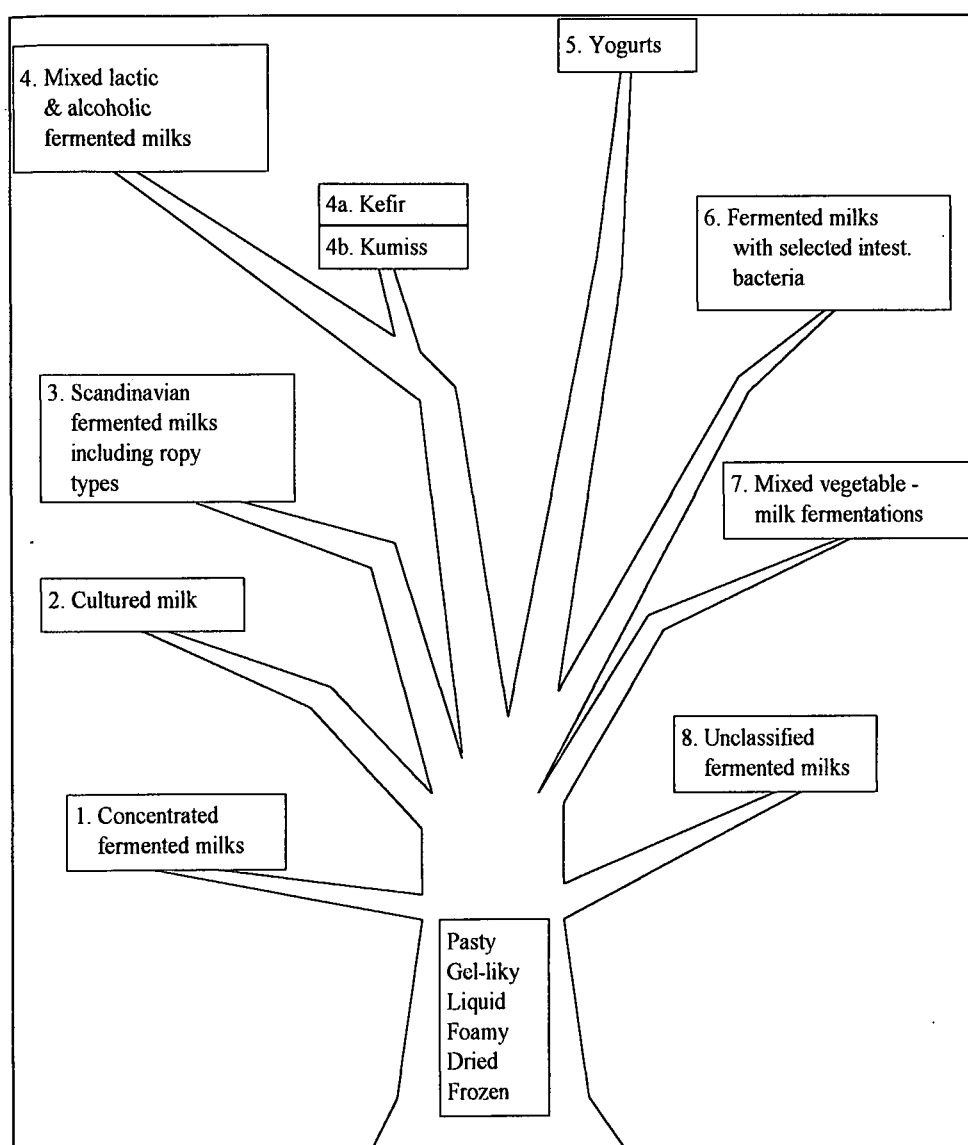 5. Yogurts
4. Mixed lactic
& alcoholic
fermented milks
4a. Kefir
4b. Kumiss
6. Fermented milks
with selected intest.
bacteria
3. Scandinavian
fermented milks
including ropy
types
7. Mixed vegetable -
milk fermentations
2. Cultured milk
8. Unclassified
fermented milks
1. Concentrated
fermented milks
Pasty
Gel-liky
Liquid
Foamy
Dried
Frozen